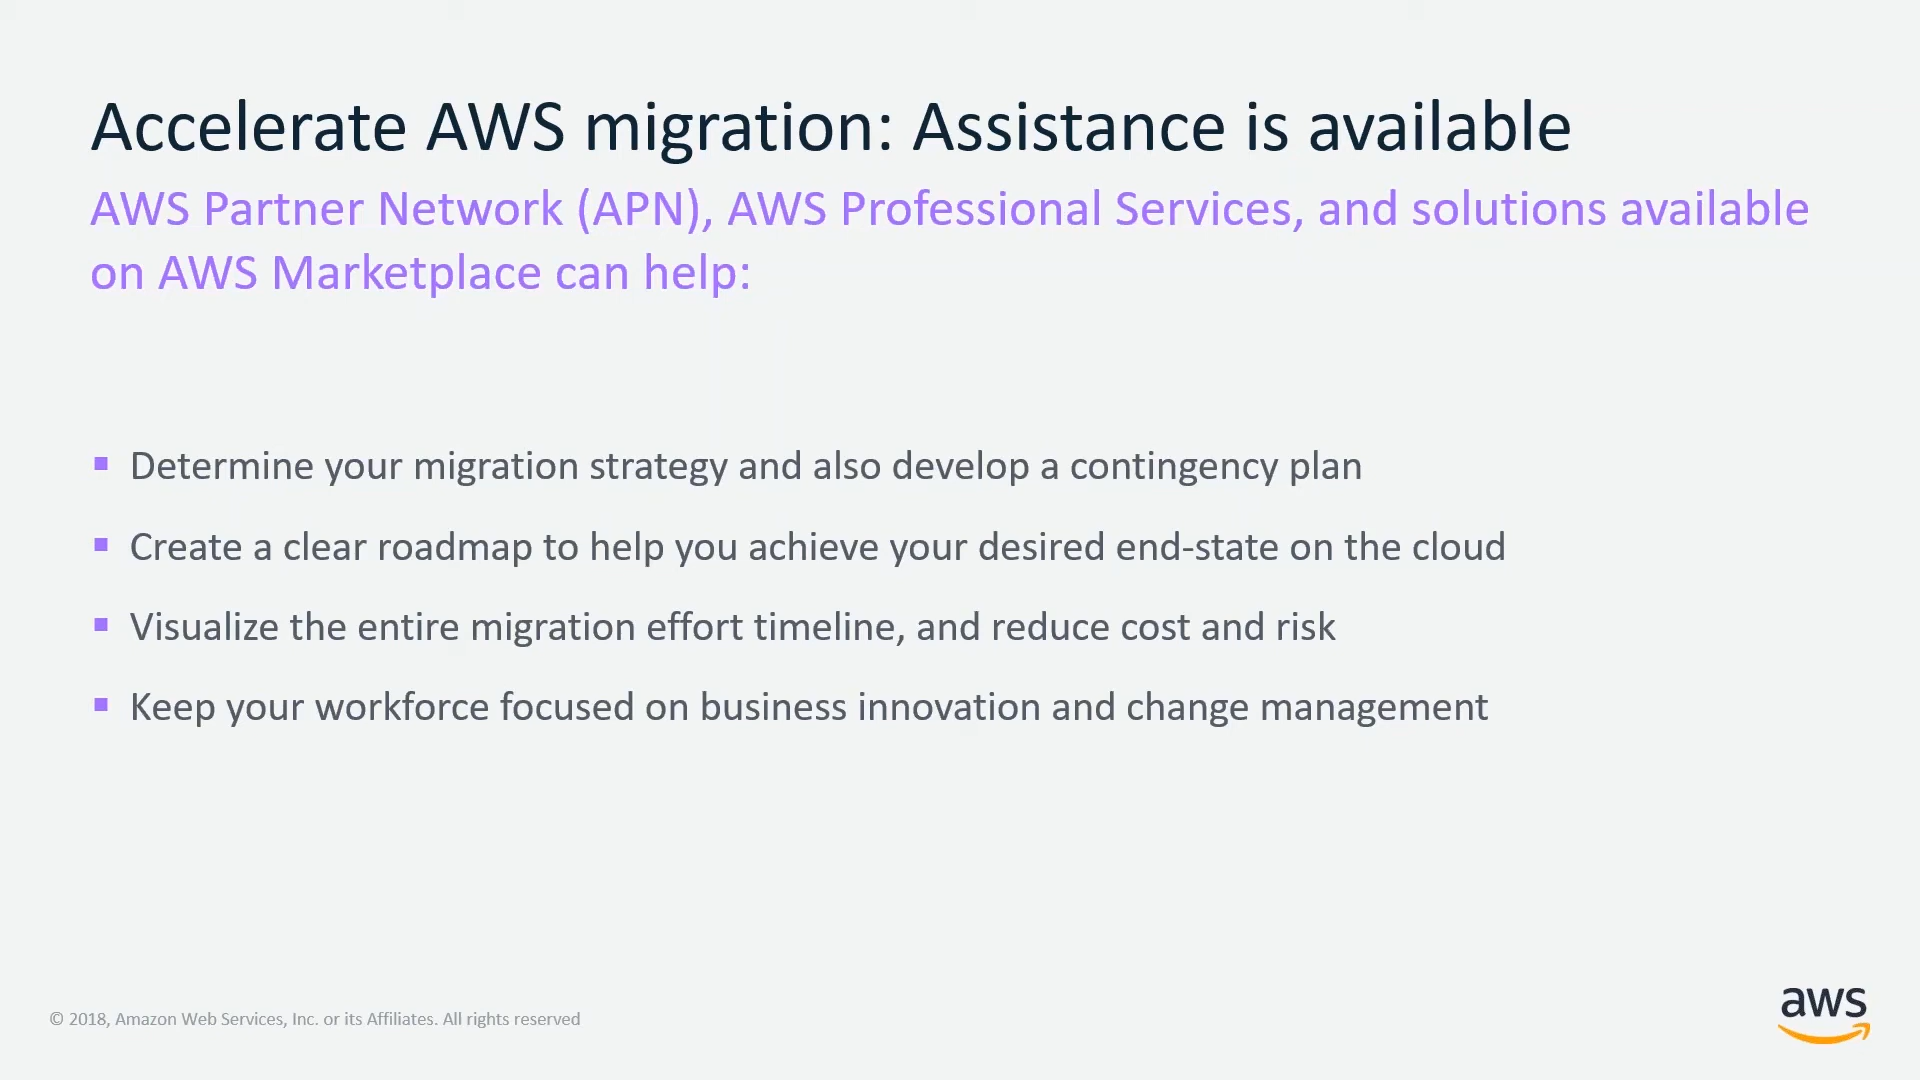 Accelerate AWS migration: Assistance is available
AWS Partner Network (APN), AWS Professional Services, and solutions available
on AWS Marketplace can help:
Determine your migration strategy and also develop a contingency plan
Create a clear roadmap to help you achieve your desired end-state on the cloud
Visualize the entire migration effort timeline, and reduce cost and risk
Keep your workforce focused on business innovation and change management
© 2018, Amazon Web Services, Inc. or its Affiliates. All rights reserved
aws